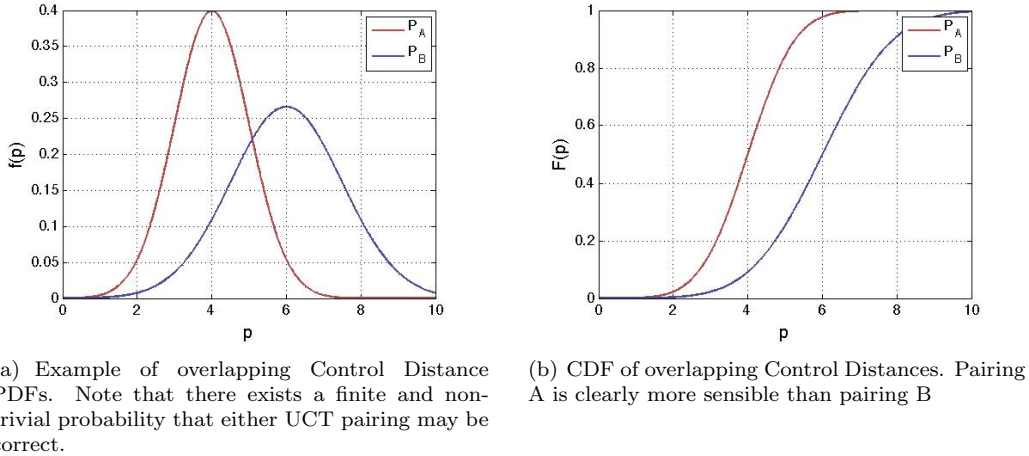 0.4
0.35
0.3
0.25
0.2
0.15
0.1
0.05
0
f(p)
0 2 4 6 8 10
p
P_A
P_B
1
0.8
0.6
0.4
0.2
0
F(p)
0 2 4 6 8 10
p
P_A
P_B
a) Example of overlapping Control Distance
PDFs. Note that there exists a finite and non-
rivial probability that either UCT pairing may be
correct.
(b) CDF of overlapping Control Distances. Pairing
A is clearly more sensible than pairing B